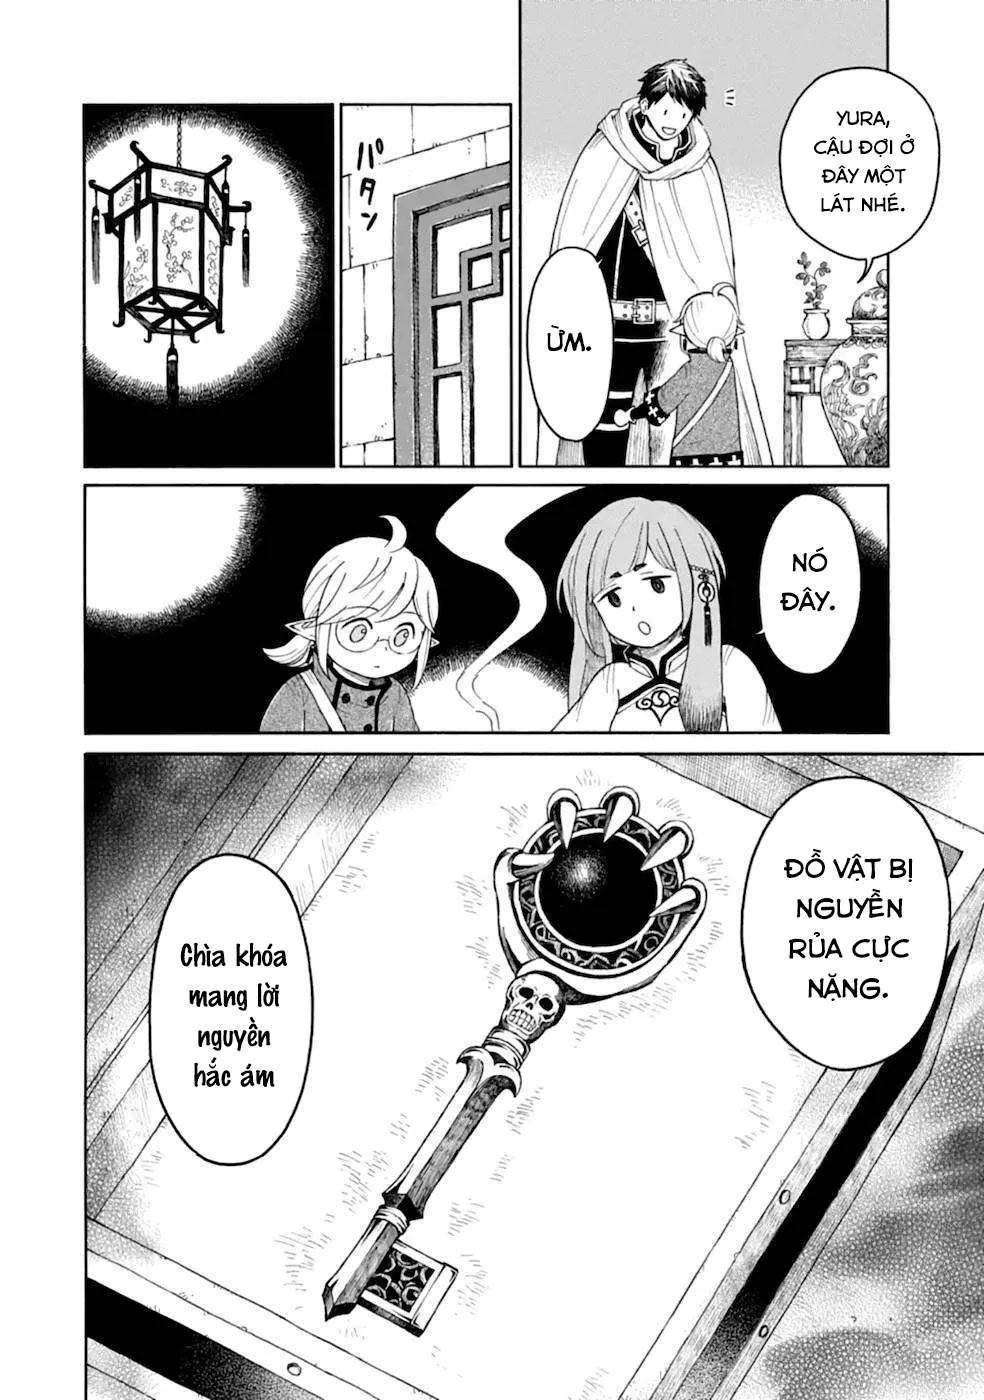 YURA,
CẬU ĐỢI Ở
ĐÂY MỘT
LÁT NHÉ.
ỪM.
パタン
NÓ
ĐÂY.
ĐỒ VẬT BỊ
NGUYỀN
RỦA CỰC
NẶNG.
Chìa khóa
mang lời
nguyền
hắc ám